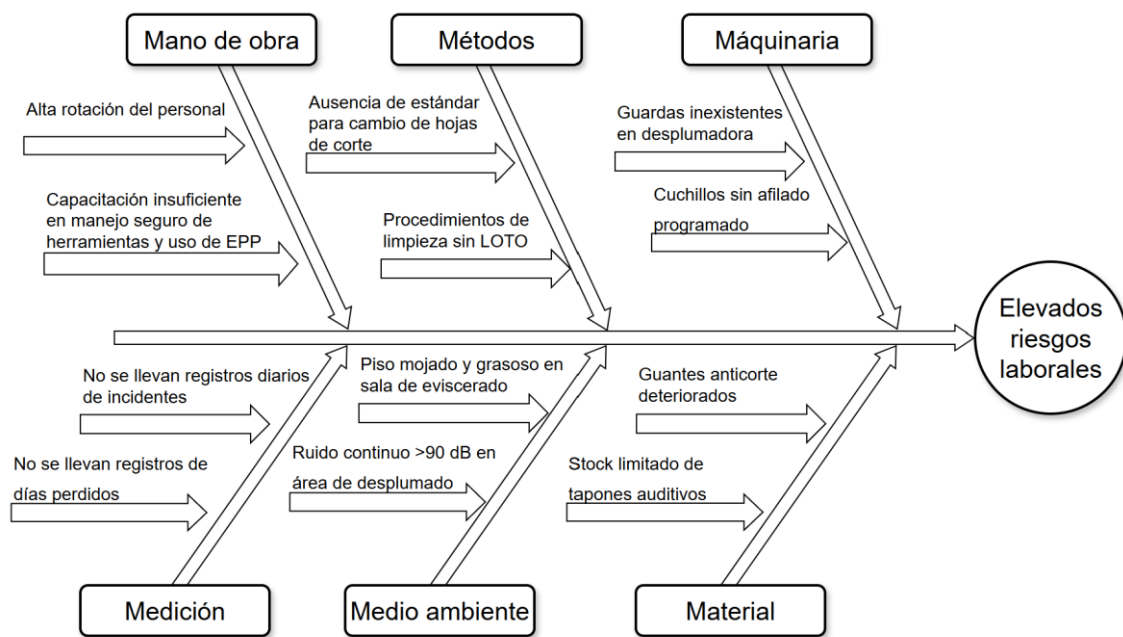 Mano de obra
Métodos
Máquinaria
Alta rotación del personal
Capacitación insuficiente
en manejo seguro de
herramientas y uso de EPP
Ausencia de estándar
para cambio de hojas
de corte
Procedimientos de
limpieza sin LOTO
Guardas inexistentes
en desplumadora
Cuchillos sin afilado
programado
Elevados
riesgos
laborales
No se llevan registros diarios
de incidentes
No se llevan registros de
días perdidos
Piso mojado y grasoso en
sala de eviscerado
Ruido continuo >90 dB en
área de desplumado
Guantes anticorte
deteriorados
Stock limitado de
tapones auditivos
Medición
Medio ambiente
Material